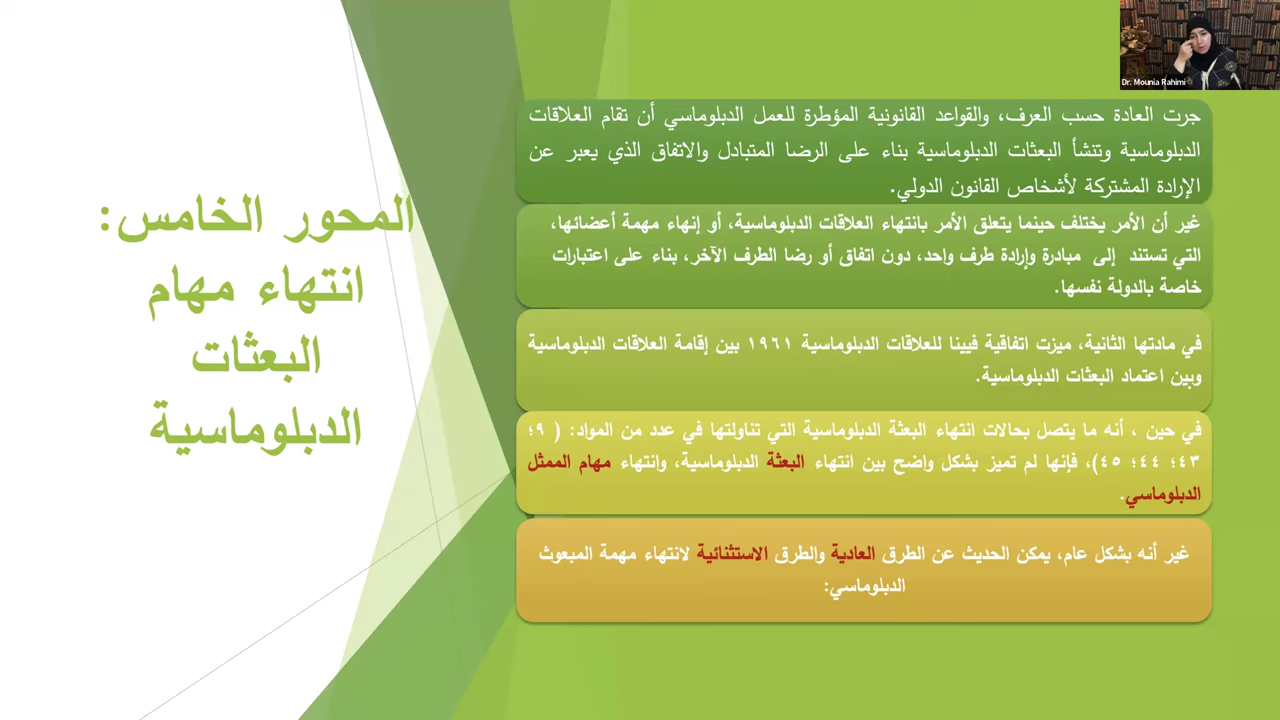 Dr. Mounia Rahimi
المحور الخامس:
انتهاء مهام
البعثات
الدبلوماسية
جرت العادة حسب العرف، والقواعد القانونية المؤطرة للعمل الدبلوماسي أن تقام العلاقات
الدبلوماسية وتنشأ البعثات الدبلوماسية بناء على الرضا المتبادل والاتفاق الذي يعبر عن
الإرادة المشتركة لأشخاص القانون الدولي.
غير أن الأمر يختلف حينما يتعلق الأمر بانتهاء العلاقات الدبلوماسية، أو إنهاء مهمة أعضائها،
التي تستند إلى مبادرة وإرادة طرف واحد، دون اتفاق أو رضا الطرف الآخر، بناء على اعتبارات
خاصة بالدولة نفسها.
في مادتها الثانية، ميزت اتفاقية فيينا للعلاقات الدبلوماسية ١٩٦١ بين إقامة العلاقات الدبلوماسية
وبين اعتماد البعثات الدبلوماسية.
في حين ، أنه ما يتصل بحالات انتهاء البعثة الدبلوماسية التي تناولتها في عدد من المواد: ( ٩؛
٤٣؛ ٤٤؛ ٤٥)، فإنها لم تميز بشكل واضح بين انتهاء البعثة الدبلوماسية، وانتهاء مهام الممثل
الدبلوماسي.
غير أنه بشكل عام، يمكن الحديث عن الطرق العادية والطرق الاستثنائية لانتهاء مهمة المبعوث
الدبلوماسي: